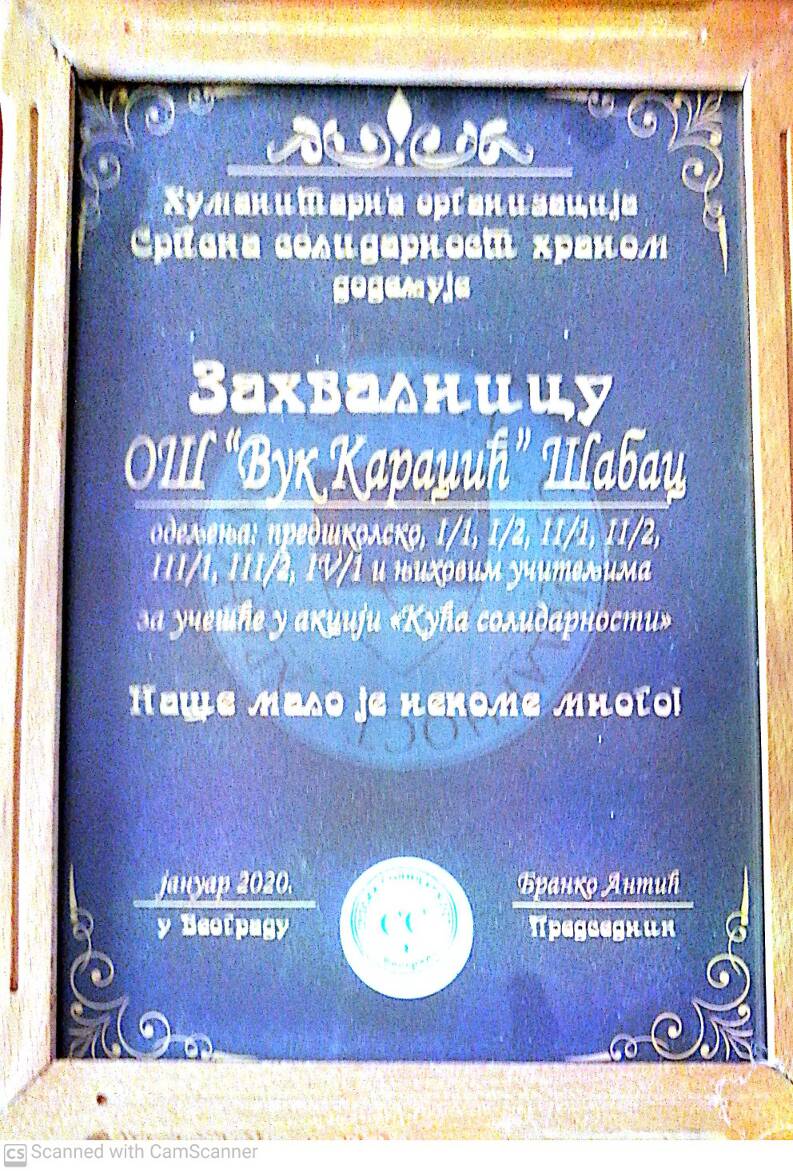 Хуманитарна организација
Српска солидарност храном
додељује
Захвалницу
ОШ “Вук Караџић” Шабац
одељења: предшколско, I/1, I/2, II/1, II/2,
III/1, III/2, IV/1 и њиховим учитељима
за учешће у акцији «Кућа солидарности»
Наше мало је некоме много!
јануар 2020.
у Београду
СС
Бранко Антић
Председник
CS Scanned with CamScanner